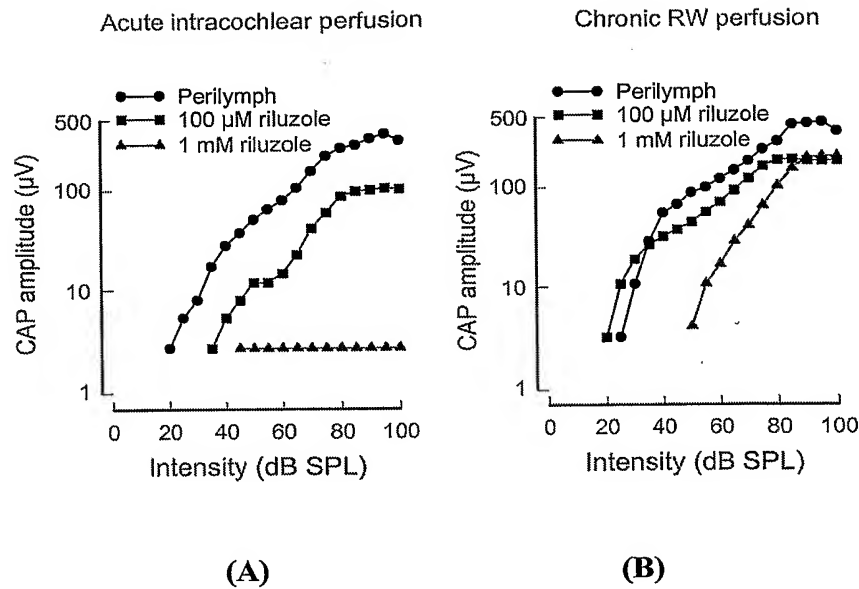 Acute intracochlear perfusion
Perilymph
100 µM riluzole
1 mM riluzole
500
100
10
1
CAP amplitude (µV)
0 20 40 60 80 100
Intensity (dB SPL)
(A)
Chronic RW perfusion
Perilymph
100 µM riluzole
1 mM riluzole
500
100
10
1
CAP amplitude (µV)
0 20 40 60 80 100
Intensity (dB SPL)
(B)